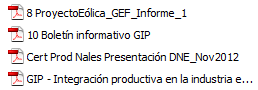 8 ProyectoEólica_GEF_Informe_1
10 Boletín informativo GIP
Cert Prod Nales Presentación DNE_Nov2012
GIP - Integración productiva en la industria e...